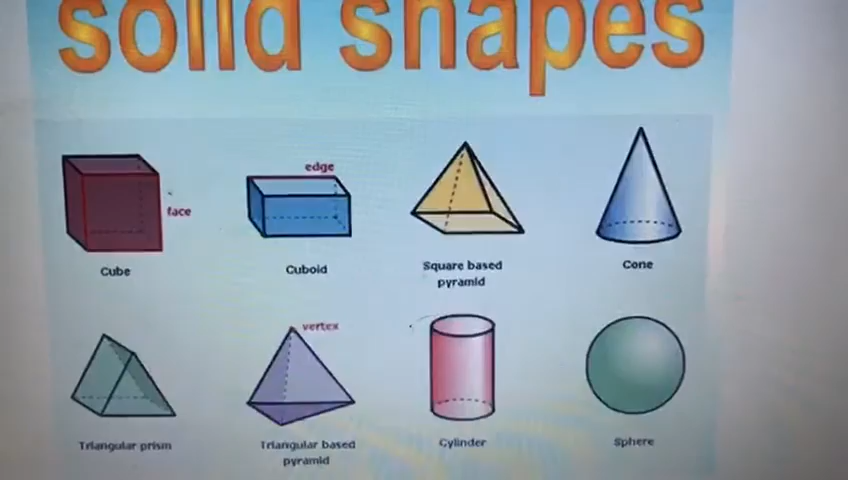 solid shapes
edge
face
Cube
Cuboid
Square based
pyramid
Cone
vertex
Triangular prism
Triangular based
pyramid
Cylinder
Sphere